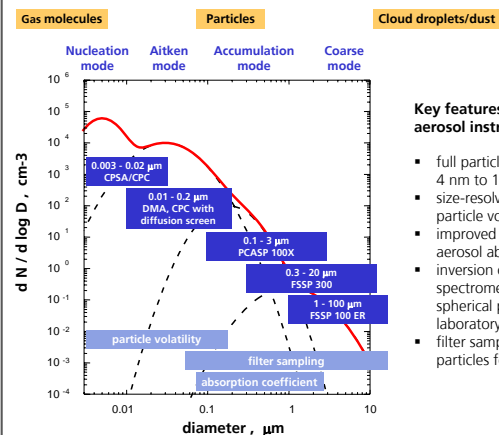 Gas molecules
Particles
Cloud droplets/dust
Nucleation mode
Aitken mode
Accumulation mode
Coarse mode
d N / d log D , cm-3
10 6
10 5
10 4
10 3
10 2
10 1
10 0
10 -1
10 -2
10 -3
10 -4
0.003 - 0.02 µm
CPSA/CPC
0.01 - 0.2 µm
DMA, CPC with
diffusion screen
0.1 - 3 µm
PCASP 100X
0.3 - 20 µm
FSSP 300
1 - 100 µm
FSSP 100 ER
particle volatility
filter sampling
absorption coefficient
0.01
0.1
1
10
diameter , µm
Key features
aerosol instr
▪ full particl
4 nm to 1
▪ size-resolv
particle vo
▪ improved
aerosol ab
▪ inversion o
spectrome
spherical p
laboratory
▪ filter samp
particles fo